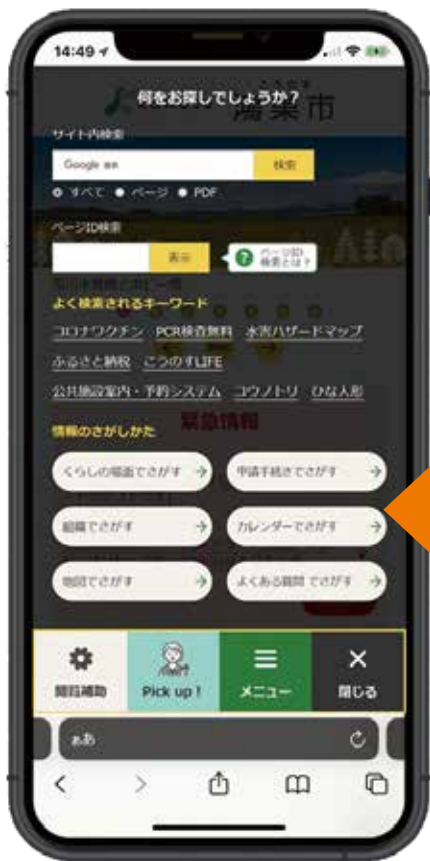 14:49
何をお探しでしょうか?
サイト内検索
Google 検索
検索
すべて ページ PDF
ページID検索
表示
? ページID
検索とは?
よく検索されるキーワード
コロナワクチン PCR検査無料 水害ハザードマップ
ふるさと納税 こうのすLIFE
公共施設案内・予約システム コウノトリ ひな人形
緊急情報
情報のさがしかた
くらしの場面でさがす → 申請手続きでさがす →
組織でさがす → カレンダーでさがす →
地図でさがす → よくある質問 でさがす →
閲覧補助 Pick up ! メニュー 閉じる
ぁあ